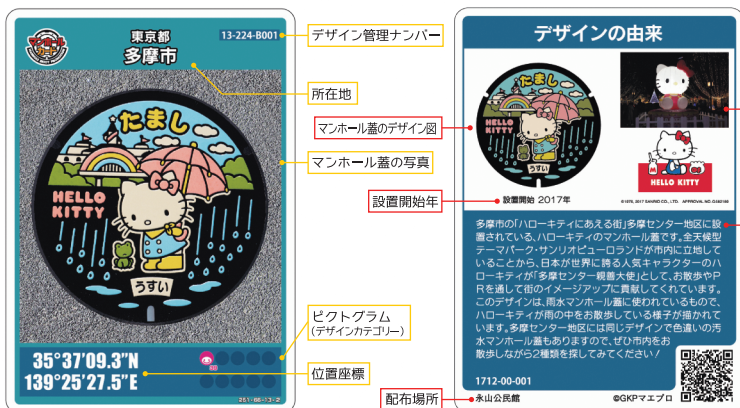 マンホール
カード
東京都
多摩市
13-224-B001
たまし
HELLO
KITTY
うすい
35°37'09.3"N
139°25'27.5"E
デザイン管理ナンバー
所在地
マンホール蓋の写真
ピクトグラム
(デザインカテゴリー)
位置座標
デザインの由来
たまし
HELLO
KITTY
うすい
HELLO KITTY
設置開始 2017年
マンホール蓋のデザイン図
設置開始年
多摩市の「ハローキティにあえる街」多摩センター地区に設
置されている、ハローキティのマンホール蓋です。全天候型
テーマパーク・サンリオピューロランドが市内に立地して
いることから、日本が世界に誇る人気キャラクターのハ
ローキティが「多摩センター親善大使」として、お散歩やP
Rを通して街のイメージアップに貢献してくれています。
このデザインは、雨水マンホール蓋に使われているもので、
ハローキティが雨の中をお散歩している様子が描かれて
います。多摩センター地区には同じデザインで色違いの汚
水マンホール蓋もありますので、ぜひ市内をお
散歩しながら2種類を探してみてください！
1712-00-001
配布場所
永山公民館
©GKPマエプロ